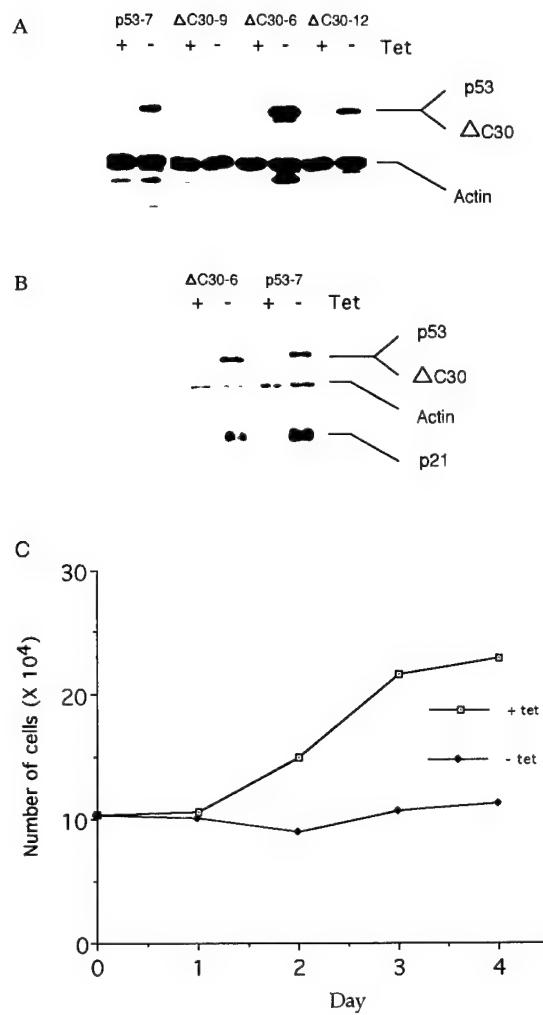 A
p53-7 ΔC30-9 ΔC30-6 ΔC30-12
+ - + - + - + - Tet
p53
ΔC30
Actin
B
ΔC30-6 p53-7
+ - + - Tet
p53
ΔC30
Actin
p21
C
30
20
10
0
Number of cells (X 10⁴)
+ tet
- tet
0 1 2 3 4
Day